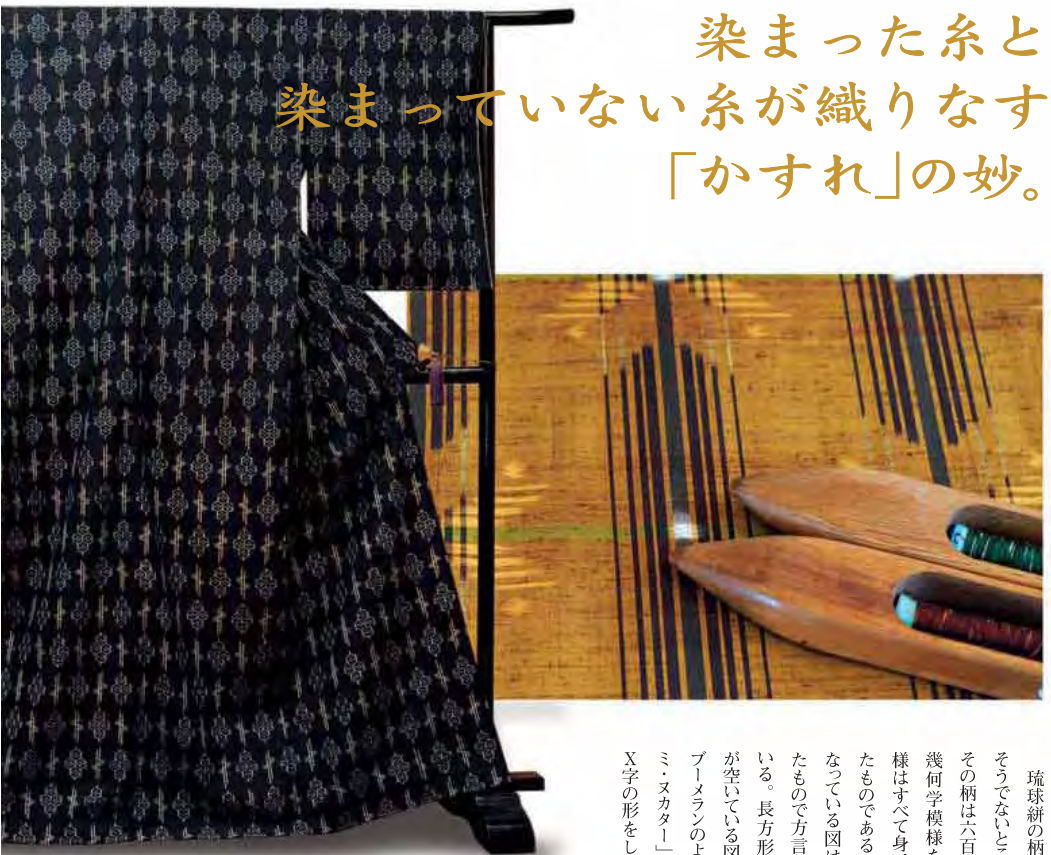 染まった糸と
染まっていない糸が織りなす
「かすれ」の妙。
琉球絣の柄
そうでないとこ
その柄は六百
幾何学模様を
様はすべて身
たものである
なっている図は
たもので方言
いる。長方形
が空いている図
ブーメランのよ
ミ・ヌカター」
X字の形をし